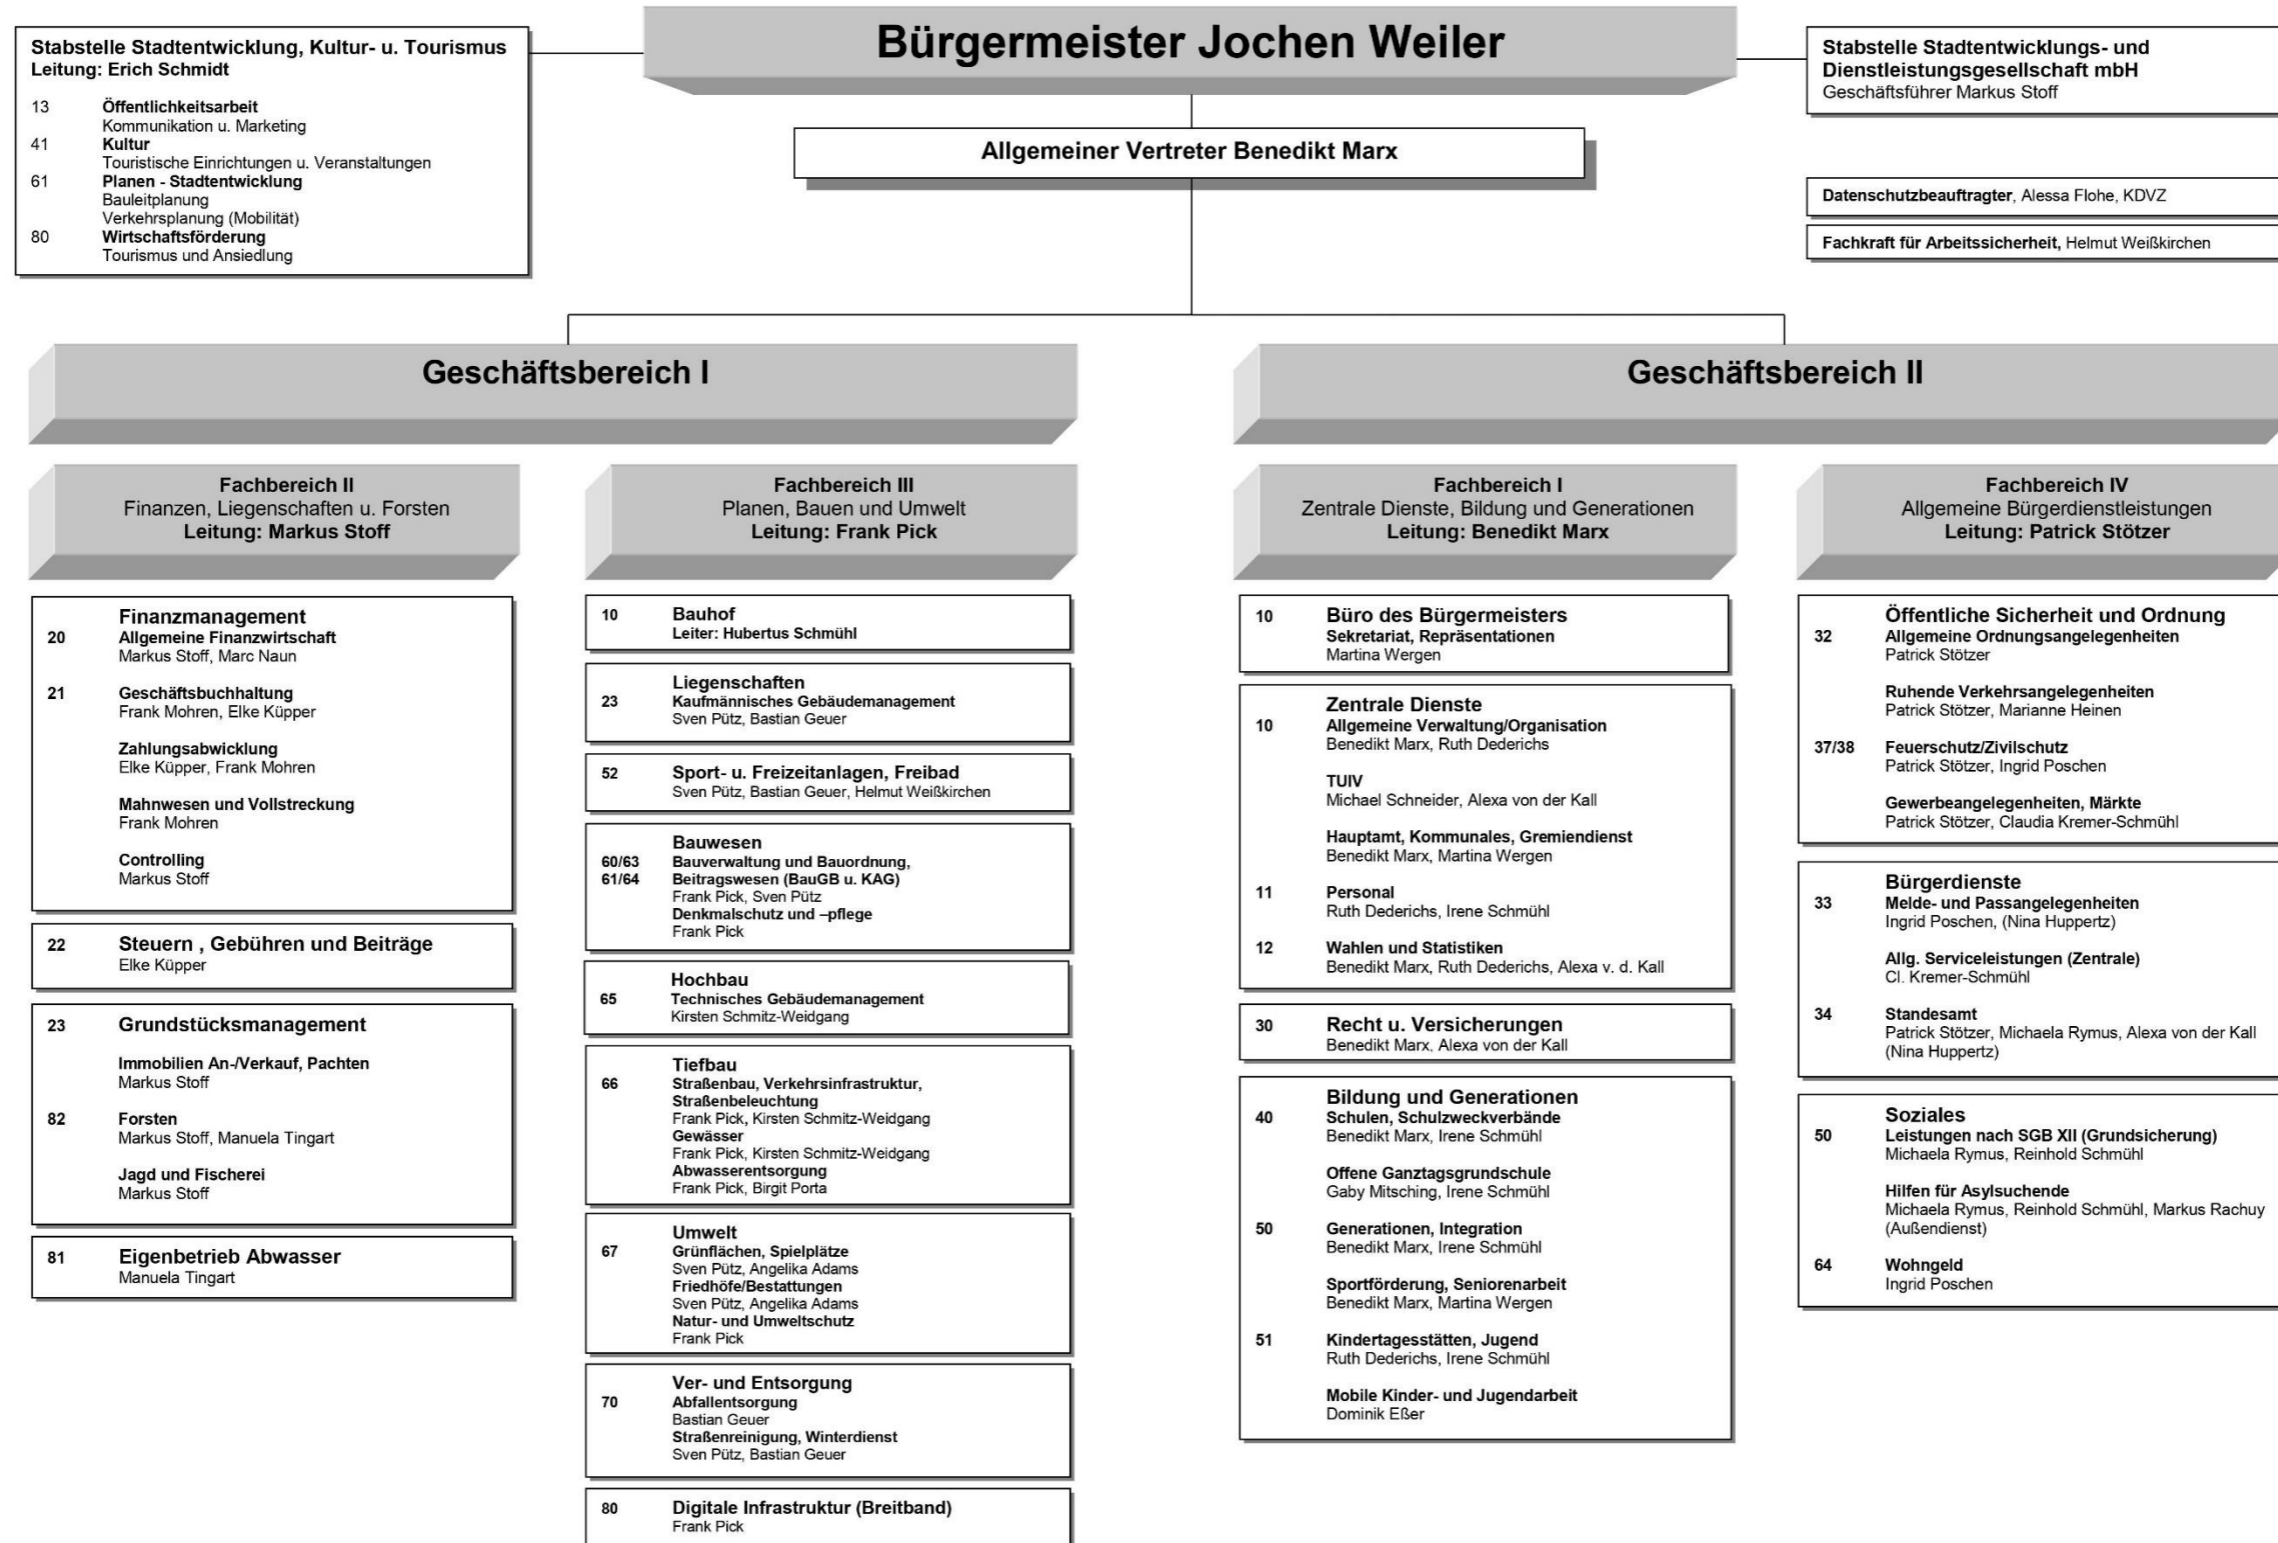 Bürgermeister Jochen Weiler
Stabstelle Stadtentwicklung, Kultur- u. Tourismus
Leitung: Erich Schmidt
13 Öffentlichkeitsarbeit
Kommunikation u. Marketing
41 Kultur
Touristische Einrichtungen u. Veranstaltungen
61 Planen - Stadtentwicklung
Bauleitplanung
Verkehrsplanung (Mobilität)
80 Wirtschaftsförderung
Tourismus und Ansiedlung
Stabstelle Stadtentwicklungs- und
Dienstleistungsgesellschaft mbH
Geschäftsführer Markus Stoff
Allgemeiner Vertreter Benedikt Marx
Datenschutzbeauftragter, Alessa Flohe, KDVZ
Fachkraft für Arbeitssicherheit, Helmut Weißkirchen
Geschäftsbereich I
Fachbereich II
Finanzen, Liegenschaften u. Forsten
Leitung: Markus Stoff
Finanzmanagement
20 Allgemeine Finanzwirtschaft
Markus Stoff, Marc Naun
21 Geschäftsbuchhaltung
Frank Mohren, Elke Küpper
Zahlungsabwicklung
Elke Küpper, Frank Mohren
Mahnwesen und Vollstreckung
Frank Mohren
Controlling
Markus Stoff
22 Steuern , Gebühren und Beiträge
Elke Küpper
23 Grundstücksmanagement
Immobilien An-/Verkauf, Pachten
Markus Stoff
82 Forsten
Markus Stoff, Manuela Tingart
Jagd und Fischerei
Markus Stoff
81 Eigenbetrieb Abwasser
Manuela Tingart
Fachbereich III
Planen, Bauen und Umwelt
Leitung: Frank Pick
10 Bauhof
Leiter: Hubertus Schmühl
Liegenschaften
23 Kaufmännisches Gebäudemanagement
Sven Pütz, Bastian Geuer
52 Sport- u. Freizeitanlagen, Freibad
Sven Pütz, Bastian Geuer, Helmut Weißkirchen
Bauwesen
60/63 Bauverwaltung und Bauordnung,
61/64 Beitragswesen (BauGB u. KAG)
Frank Pick, Sven Pütz
Denkmalschutz und –pflege
Frank Pick
Hochbau
65 Technisches Gebäudemanagement
Kirsten Schmitz-Weidgang
Tiefbau
66 Straßenbau, Verkehrsinfrastruktur,
Straßenbeleuchtung
Frank Pick, Kirsten Schmitz-Weidgang
Gewässer
Frank Pick, Kirsten Schmitz-Weidgang
Abwasserentsorgung
Frank Pick, Birgit Porta
Umwelt
67 Grünflächen, Spielplätze
Sven Pütz, Angelika Adams
Friedhöfe/Bestattungen
Sven Pütz, Angelika Adams
Natur- und Umweltschutz
Frank Pick
Ver- und Entsorgung
70 Abfallentsorgung
Bastian Geuer
Straßenreinigung, Winterdienst
Sven Pütz, Bastian Geuer
80 Digitale Infrastruktur (Breitband)
Frank Pick
Geschäftsbereich II
Fachbereich I
Zentrale Dienste, Bildung und Generationen
Leitung: Benedikt Marx
10 Büro des Bürgermeisters
Sekretariat, Repräsentationen
Martina Wergen
Zentrale Dienste
10 Allgemeine Verwaltung/Organisation
Benedikt Marx, Ruth Dederichs
TUIV
Michael Schneider, Alexa von der Kall
Hauptamt, Kommunales, Gremiendienst
Benedikt Marx, Martina Wergen
11 Personal
Ruth Dederichs, Irene Schmühl
12 Wahlen und Statistiken
Benedikt Marx, Ruth Dederichs, Alexa v. d. Kall
30 Recht u. Versicherungen
Benedikt Marx, Alexa von der Kall
Bildung und Generationen
40 Schulen, Schulzweckverbände
Benedikt Marx, Irene Schmühl
Offene Ganztagsgrundschule
Gaby Mitsching, Irene Schmühl
50 Generationen, Integration
Benedikt Marx, Irene Schmühl
Sportförderung, Seniorenarbeit
Benedikt Marx, Martina Wergen
51 Kindertagesstätten, Jugend
Ruth Dederichs, Irene Schmühl
Mobile Kinder- und Jugendarbeit
Dominik Eßer
Fachbereich IV
Allgemeine Bürgerdienstleistungen
Leitung: Patrick Stötzer
Öffentliche Sicherheit und Ordnung
32 Allgemeine Ordnungsangelegenheiten
Patrick Stötzer
Ruhende Verkehrsangelegenheiten
Patrick Stötzer, Marianne Heinen
37/38 Feuerschutz/Zivilschutz
Patrick Stötzer, Ingrid Poschen
Gewerbeangelegenheiten, Märkte
Patrick Stötzer, Claudia Kremer-Schmühl
Bürgerdienste
33 Melde- und Passangelegenheiten
Ingrid Poschen, (Nina Huppertz)
Allg. Serviceleistungen (Zentrale)
Cl. Kremer-Schmühl
34 Standesamt
Patrick Stötzer, Michaela Rymus, Alexa von der Kall
(Nina Huppertz)
Soziales
50 Leistungen nach SGB XII (Grundsicherung)
Michaela Rymus, Reinhold Schmühl
Hilfen für Asylsuchende
Michaela Rymus, Reinhold Schmühl, Markus Rachuy
(Außendienst)
64 Wohngeld
Ingrid Poschen